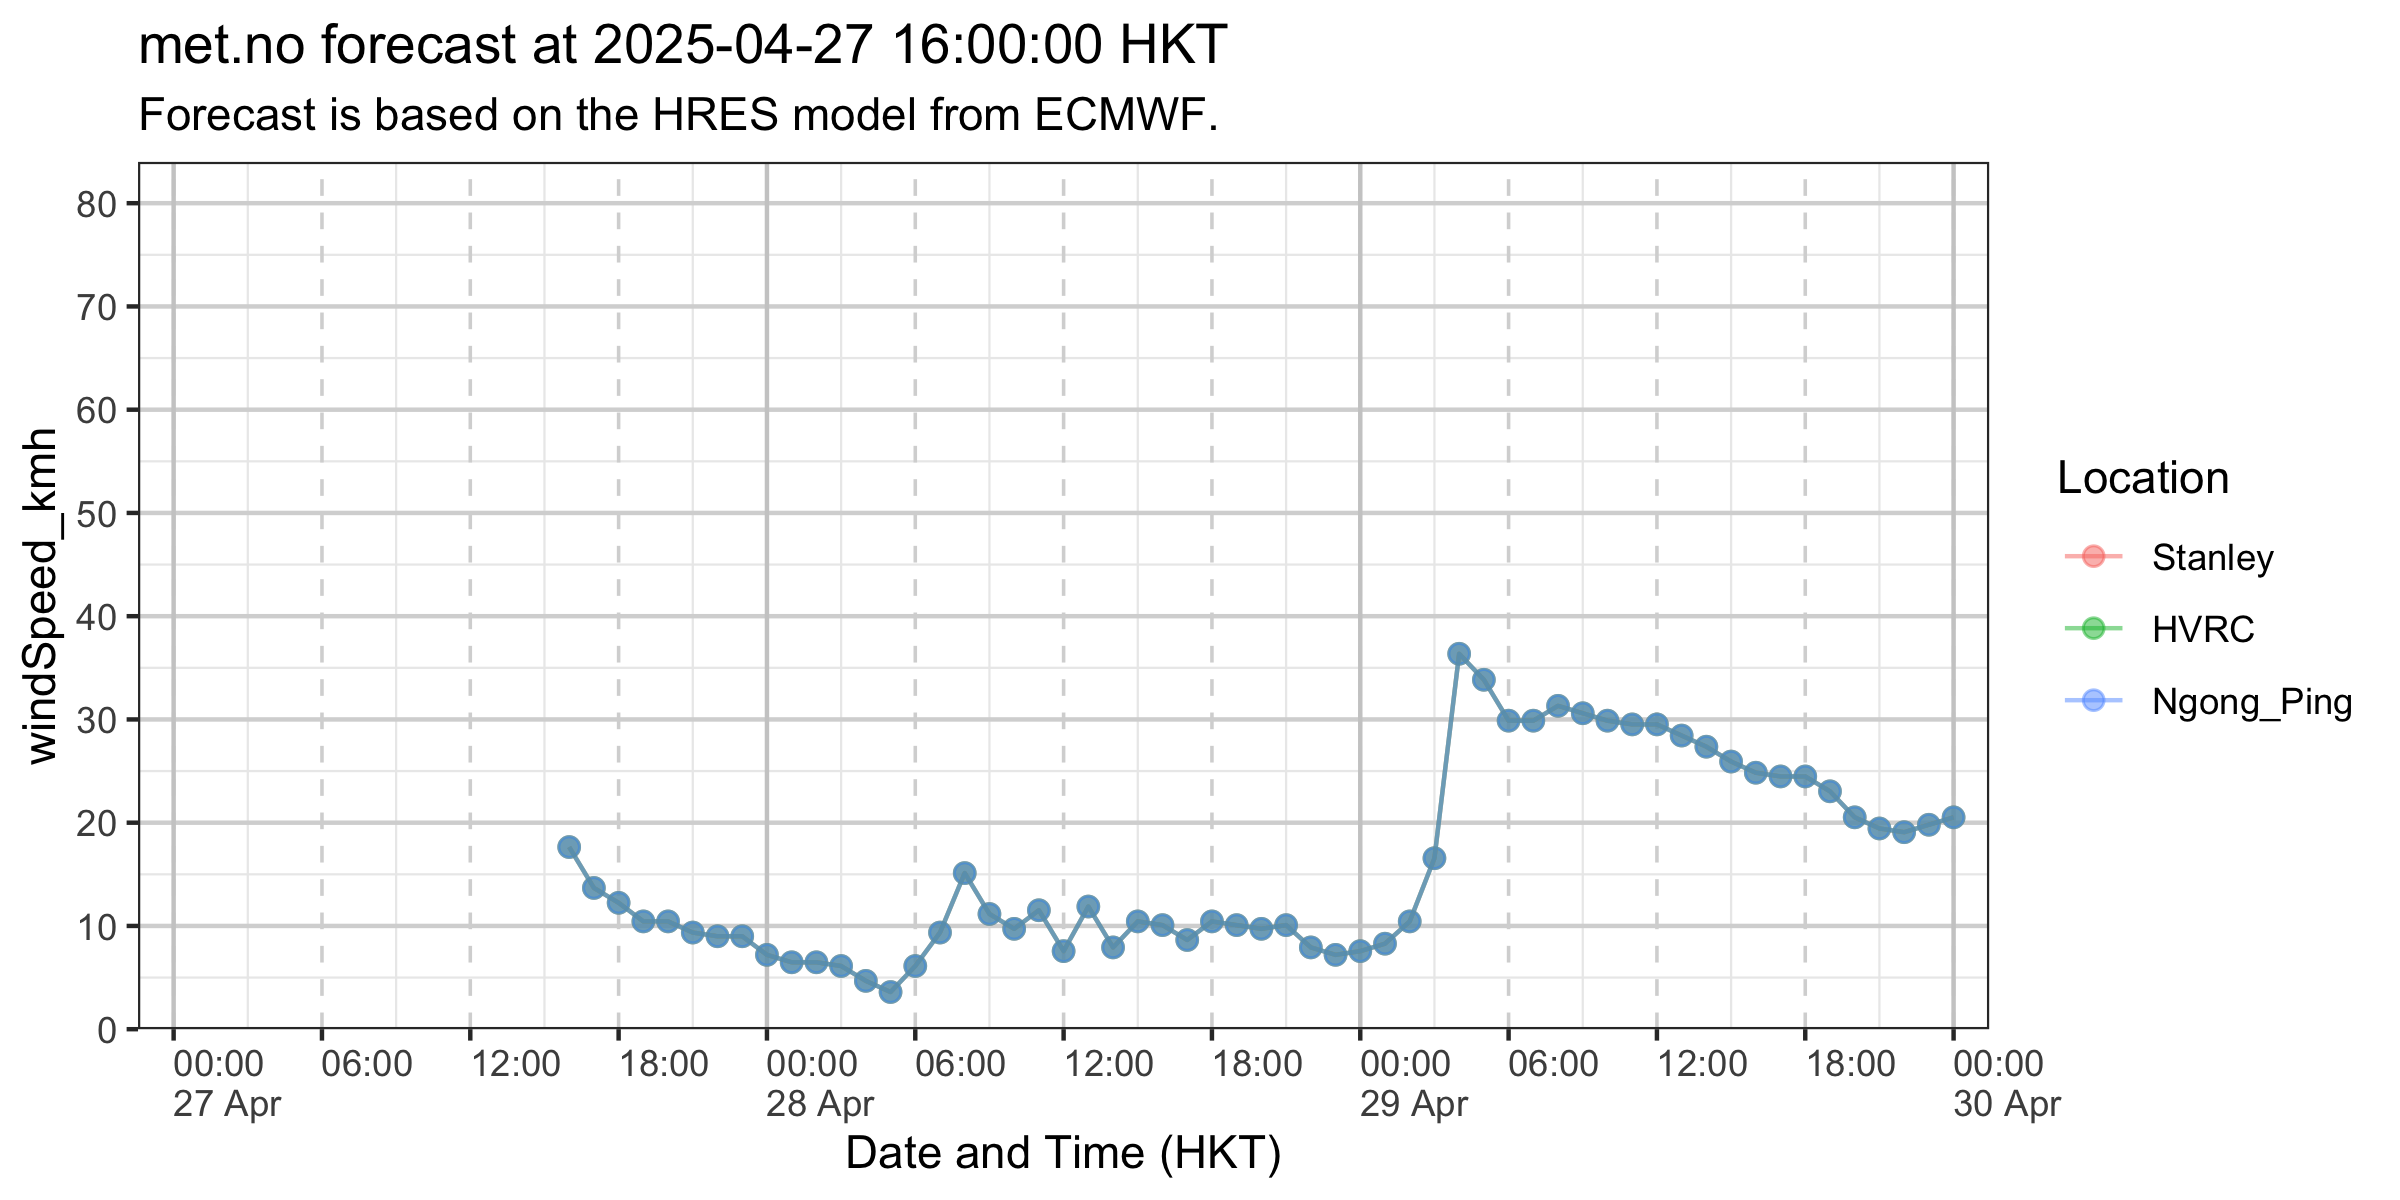 met.no forecast at 2025-04-27 16:00:00 HKT
Forecast is based on the HRES model from ECMWF.
windSpeed_kmh
80
70
60
50
40
30
20
10
0
00:00 06:00 12:00 18:00 00:00 06:00 12:00 18:00 00:00 06:00 12:00 18:00 00:00
27 Apr 28 Apr 29 Apr 30 Apr
Date and Time (HKT)
Location
Stanley
HVRC
Ngong_Ping